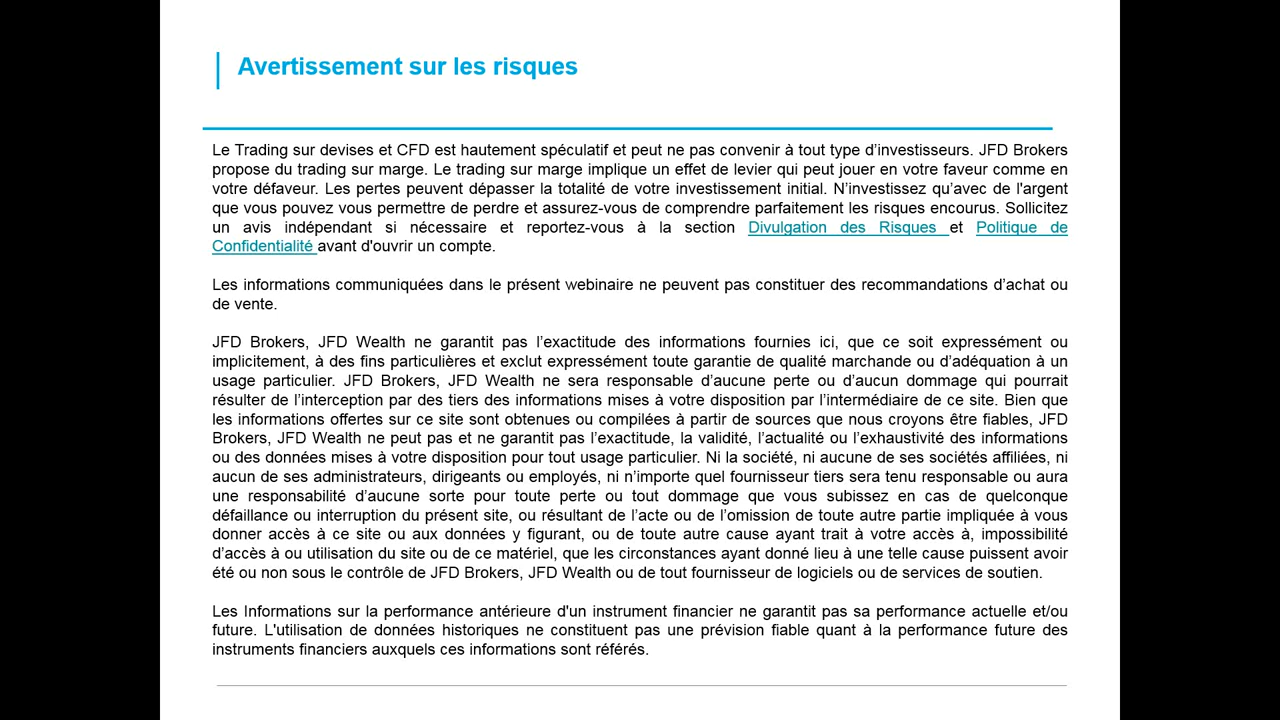 Avertissement sur les risques
Le Trading sur devises et CFD est hautement spéculatif et peut ne pas convenir à tout type d’investisseurs. JFD Brokers
propose du trading sur marge. Le trading sur marge implique un effet de levier qui peut jouer en votre faveur comme en
votre défaveur. Les pertes peuvent dépasser la totalité de votre investissement initial. N’investissez qu’avec de l'argent
que vous pouvez vous permettre de perdre et assurez-vous de comprendre parfaitement les risques encourus. Sollicitez
un avis indépendant si nécessaire et reportez-vous à la section Divulgation des Risques et Politique de
Confidentialité avant d'ouvrir un compte.
Les informations communiquées dans le présent webinaire ne peuvent pas constituer des recommandations d’achat ou
de vente.
JFD Brokers, JFD Wealth ne garantit pas l’exactitude des informations fournies ici, que ce soit expressément ou
implicitement, à des fins particulières et exclut expressément toute garantie de qualité marchande ou d’adéquation à un
usage particulier. JFD Brokers, JFD Wealth ne sera responsable d’aucune perte ou d’aucun dommage qui pourrait
résulter de l’interception par des tiers des informations mises à votre disposition par l’intermédiaire de ce site. Bien que
les informations offertes sur ce site sont obtenues ou compilées à partir de sources que nous croyons être fiables, JFD
Brokers, JFD Wealth ne peut pas et ne garantit pas l’exactitude, la validité, l’actualité ou l’exhaustivité des informations
ou des données mises à votre disposition pour tout usage particulier. Ni la société, ni aucune de ses sociétés affiliées, ni
aucun de ses administrateurs, dirigeants ou employés, ni n’importe quel fournisseur tiers sera tenu responsable ou aura
une responsabilité d’aucune sorte pour toute perte ou tout dommage que vous subissez en cas de quelconque
défaillance ou interruption du présent site, ou résultant de l’acte ou de l’omission de toute autre partie impliquée à vous
donner accès à ce site ou aux données y figurant, ou de toute autre cause ayant trait à votre accès à, impossibilité
d’accès à ou utilisation du site ou de ce matériel, que les circonstances ayant donné lieu à une telle cause puissent avoir
été ou non sous le contrôle de JFD Brokers, JFD Wealth ou de tout fournisseur de logiciels ou de services de soutien.
Les Informations sur la performance antérieure d'un instrument financier ne garantit pas sa performance actuelle et/ou
future. L'utilisation de données historiques ne constituent pas une prévision fiable quant à la performance future des
instruments financiers auxquels ces informations sont référés.